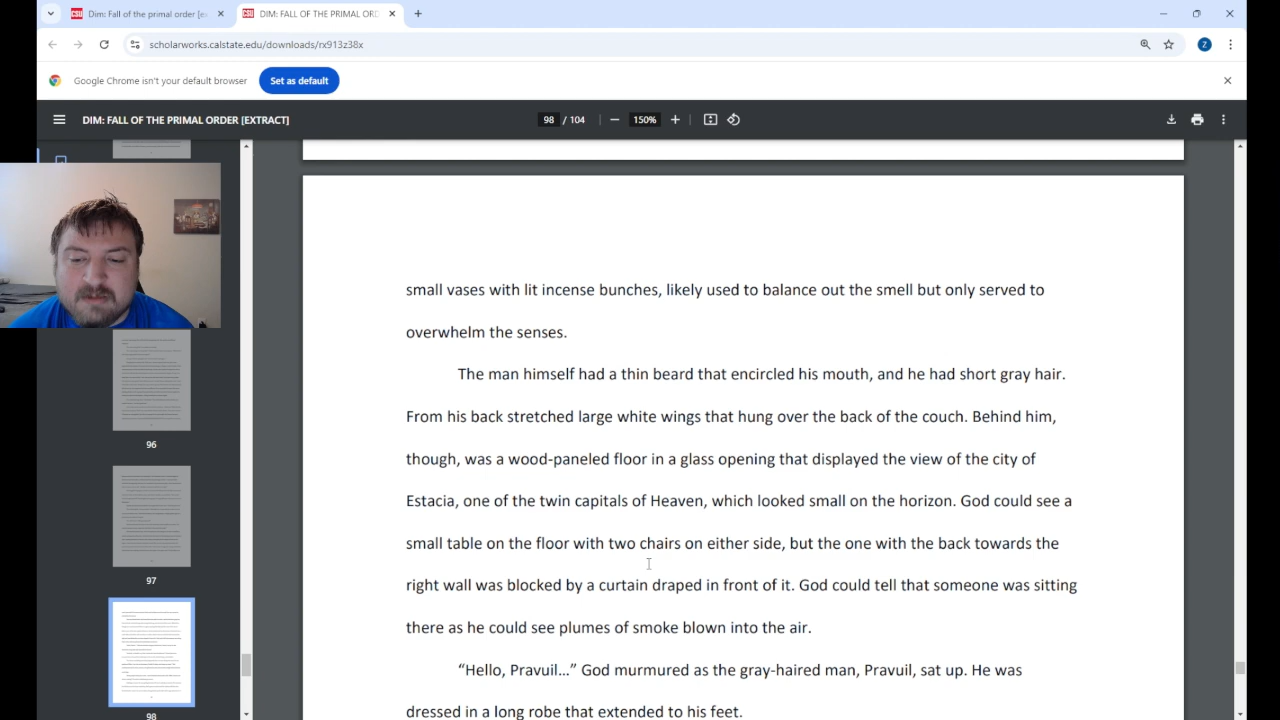 DIM: Fall of the primal order [e
DIM: FALL OF THE PRIMAL ORD
scholarworks.calstate.edu/downloads/rx913z38x
Z
Google Chrome isn't your default browser
Set as default
DIM: FALL OF THE PRIMAL ORDER [EXTRACT]
98 / 104
150%
96
97
98
small vases with lit incense bunches, likely used to balance out the smell but only served to
overwhelm the senses.
The man himself had a thin beard that encircled his mouth, and he had short gray hair.
From his back stretched large white wings that hung over the back of the couch. Behind him,
though, was a wood-paneled floor in a glass opening that displayed the view of the city of
Estacia, one of the twin capitals of Heaven, which looked small on the horizon. God could see a
small table on the floor with two chairs on either side, but the one with the back towards the
right wall was blocked by a curtain draped in front of it. God could tell that someone was sitting
there as he could see plumes of smoke blown into the air.
“Hello, Pravuil…” God murmured as the gray-haired man, Pravuil, sat up. He was
dressed in a long robe that extended to his feet.